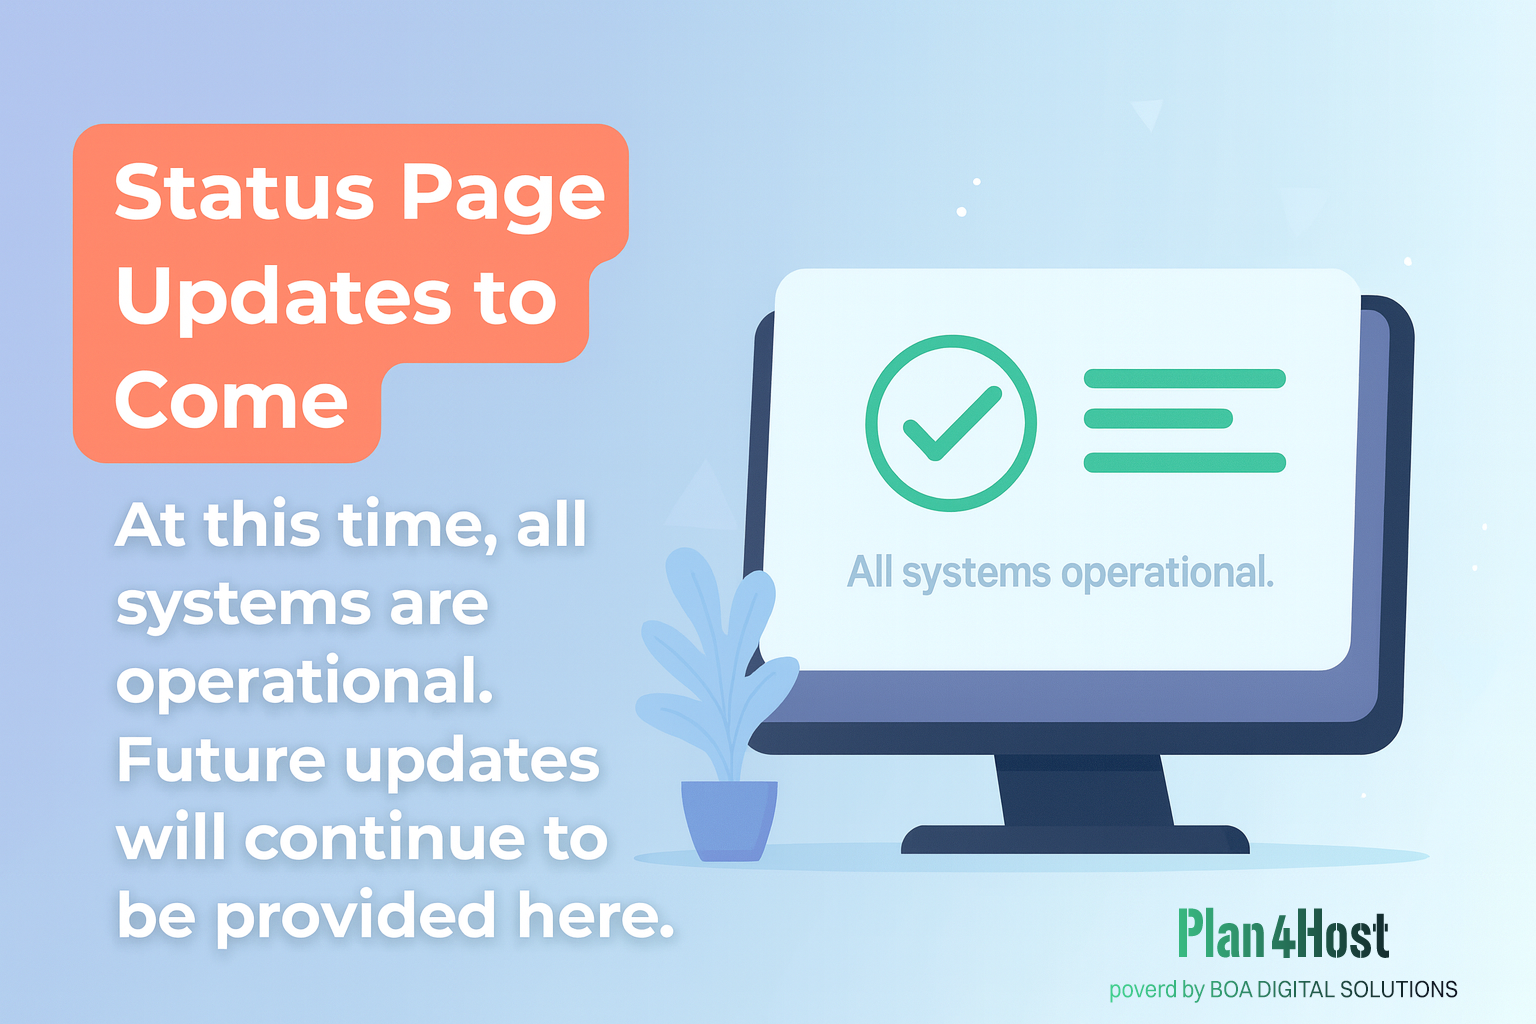 Status Page
Updates to
Come
At this time, all
systems are
operational.
Future updates
will continue to
be provided here.
All systems operational.
Plan4Host
poverd by BOA DIGITAL SOLUTIONS